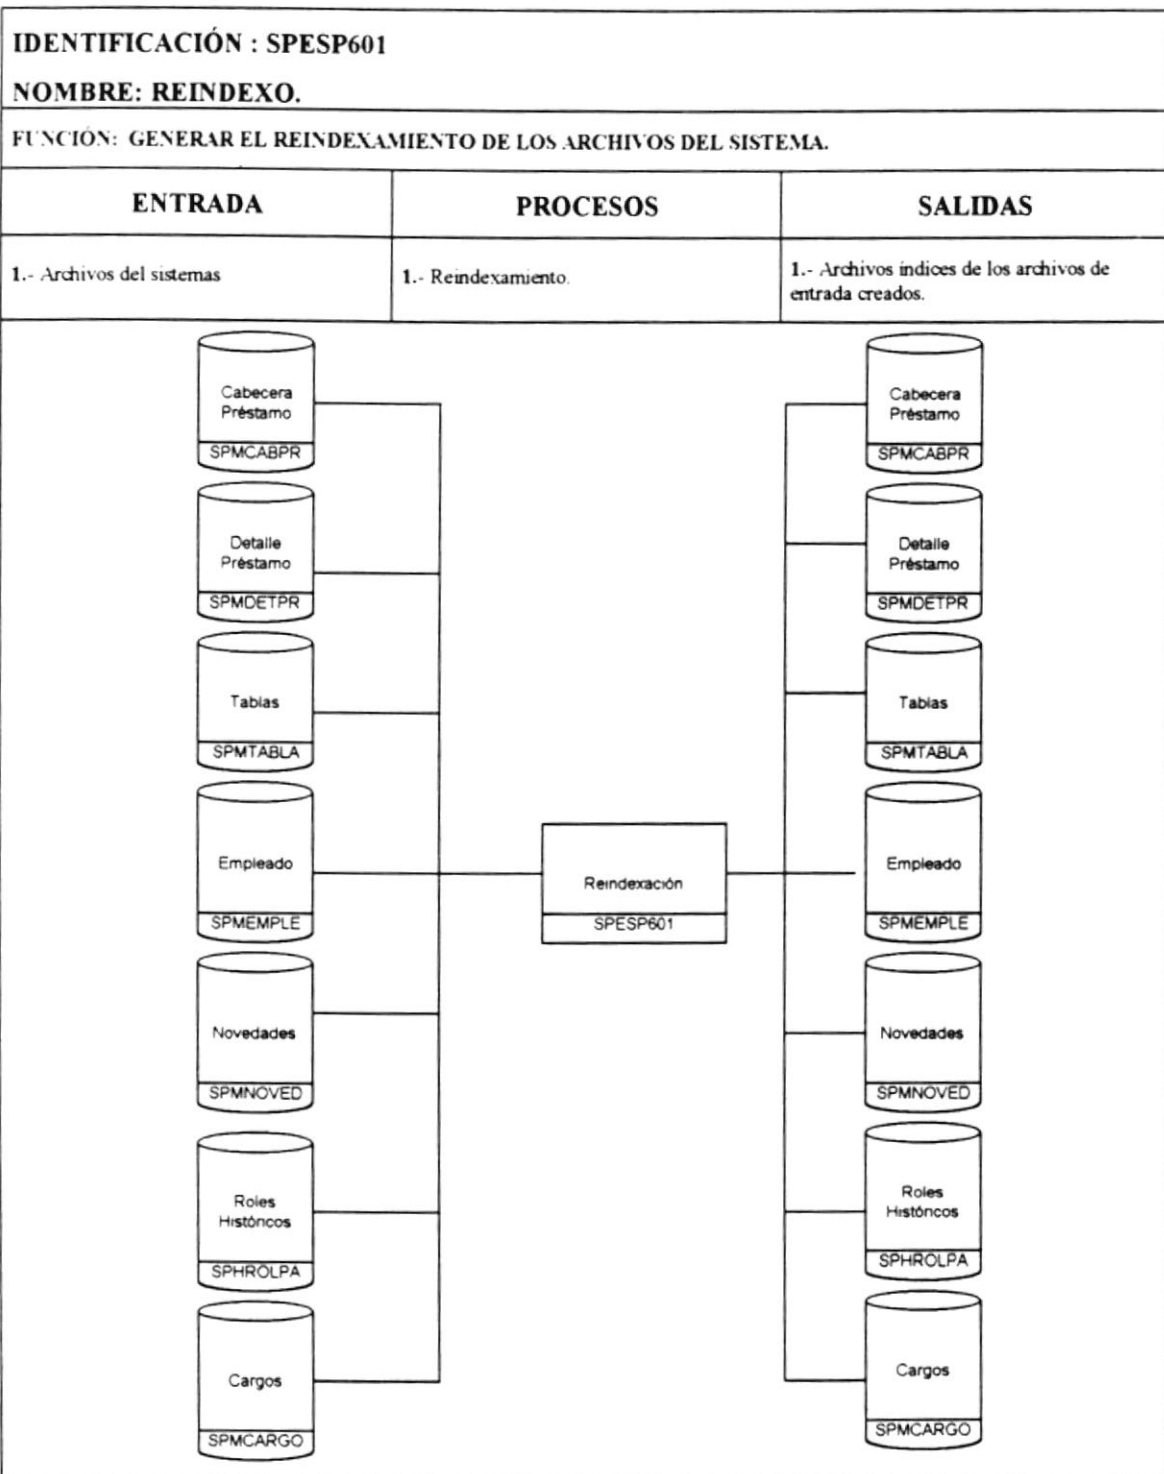 IDENTIFICACIÓN : SPESP601
NOMBRE: REINDEXO.
FUNCIÓN: GENERAR EL REINDEXAMIENTO DE LOS ARCHIVOS DEL SISTEMA.
ENTRADA
PROCESOS
SALIDAS
1.- Archivos del sistemas
1.- Reindexamiento.
1.- Archivos indices de los archivos de
entrada creados.
Cabecera
Préstamo
SPMCABPR
Detalle
Préstamo
SPMDETPR
Tablas
SPMTABLA
Empleado
SPMEMPLE
Novedades
SPMNOVED
Roles
Históricos
SPHROLPA
Cargos
SPMCARGO
Reindexación
SPESP601
Cabecera
Préstamo
SPMCABPR
Detalle
Préstamo
SPMDETPR
Tablas
SPMTABLA
Empleado
SPMEMPLE
Novedades
SPMNOVED
Roles
Históricos
SPHROLPA
Cargos
SPMCARGO